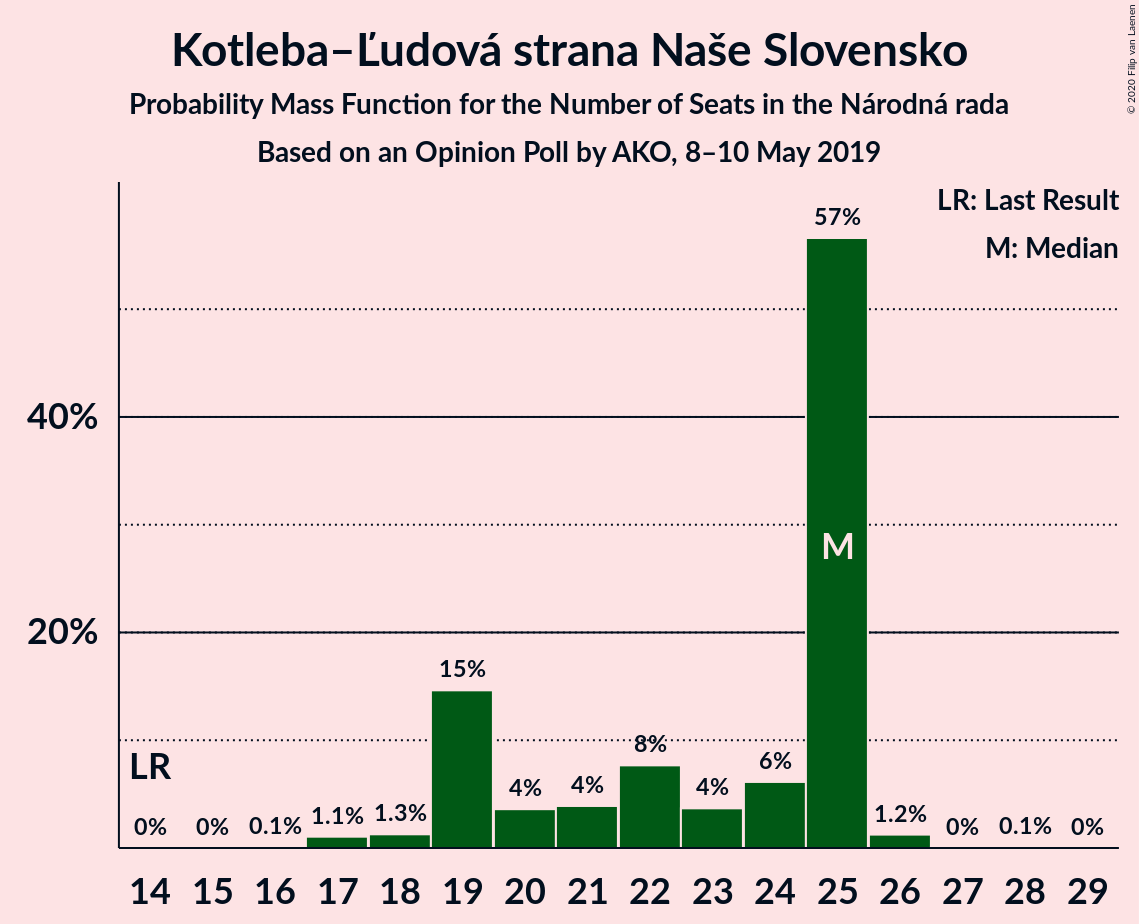 Kotleba–Ľudová strana Naše Slovensko
Probability Mass Function for the Number of Seats in the Národná rada
Based on an Opinion Poll by AKO, 8–10 May 2019
© 2020 Filip van Laenen
LR: Last Result
M: Median
57%
40%
M
20%
15%
LR
8%
6%
4%
4%
4%
0%
0%
0.1%
1.1%
1.3%
1.2%
0%
0.1%
0%
14 15 16 17 18 19 20 21 22 23 24 25 26 27 28 29